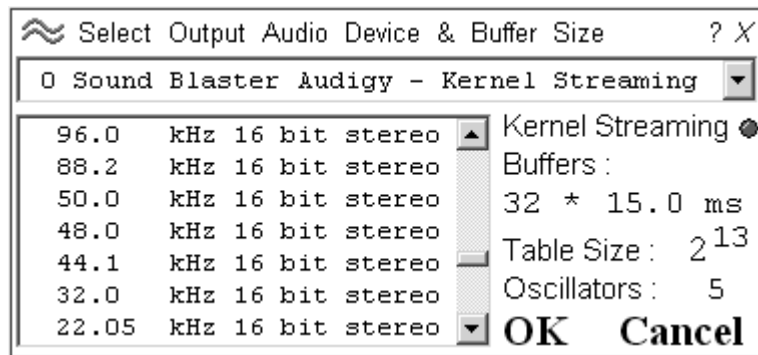 Select Output Audio Device & Buffer Size ? X
0 Sound Blaster Audigy - Kernel Streaming
96.0 kHz 16 bit stereo
88.2 kHz 16 bit stereo
50.0 kHz 16 bit stereo
48.0 kHz 16 bit stereo
44.1 kHz 16 bit stereo
32.0 kHz 16 bit stereo
22.05 kHz 16 bit stereo
Kernel Streaming
Buffers :
32 * 15.0 ms
Table Size : 2^13
Oscillators : 5
OK Cancel